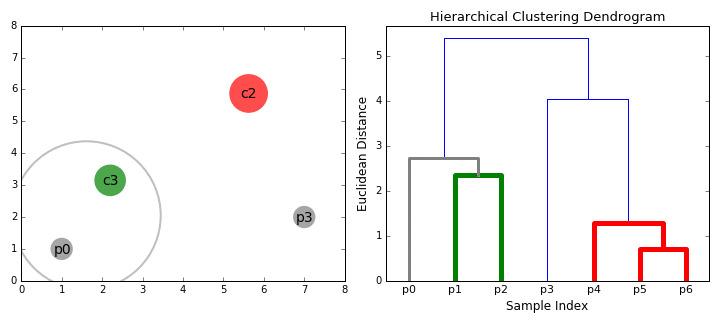 8
7
6
5
4
3
2
1
0
0 1 2 3 4 5 6 7 8
c2
c3
p3
p0
Hierarchical Clustering Dendrogram
Euclidean Distance
5
4
3
2
1
0
p0 p1 p2 p3 p4 p5 p6
Sample Index